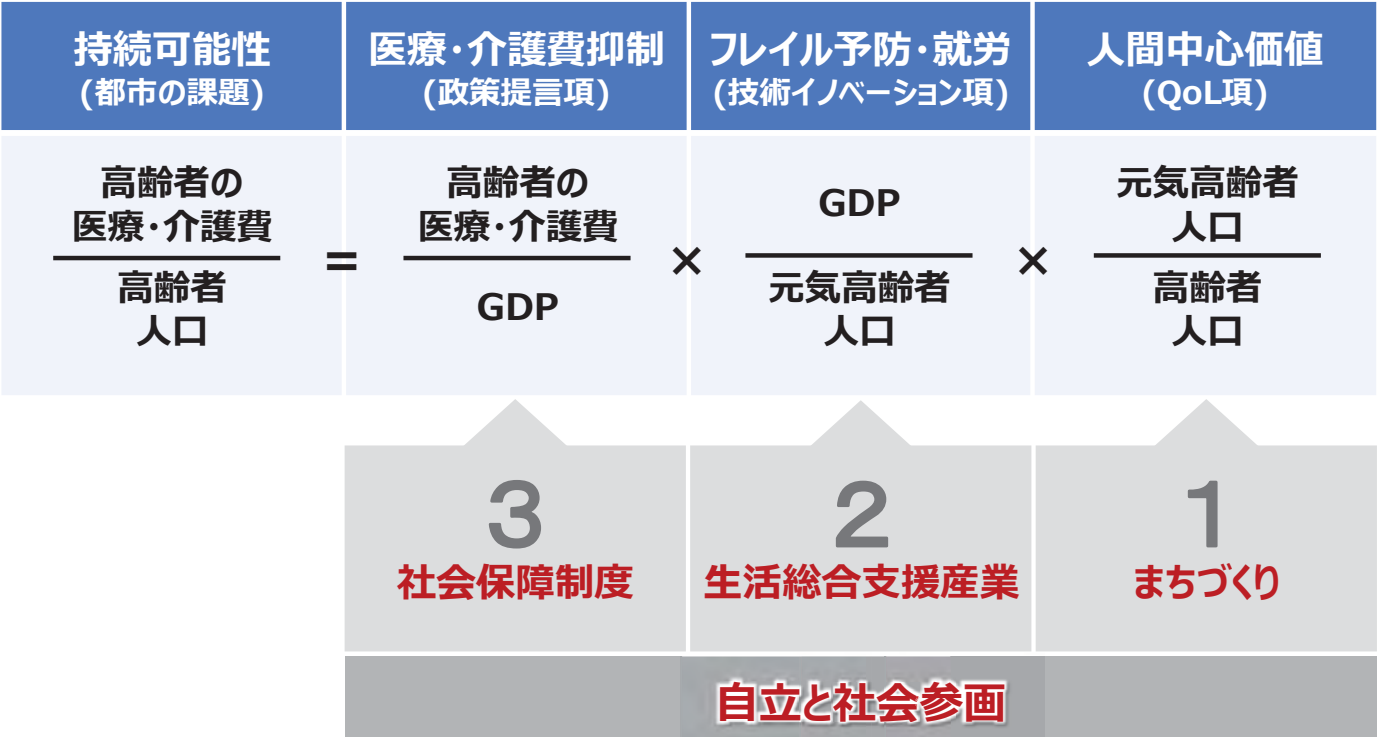 持続可能性
(都市の課題)
医療・介護費抑制
(政策提言項)
フレイル予防・就労
(技術イノベーション項)
人間中心価値
(QoL項)
高齢者の
医療・介護費
高齢者
人口
=
高齢者の
医療・介護費
GDP
×
GDP
元気高齢者
人口
×
元気高齢者
人口
高齢者
人口
3
社会保障制度
2
生活総合支援産業
1
まちづくり
自立と社会参画